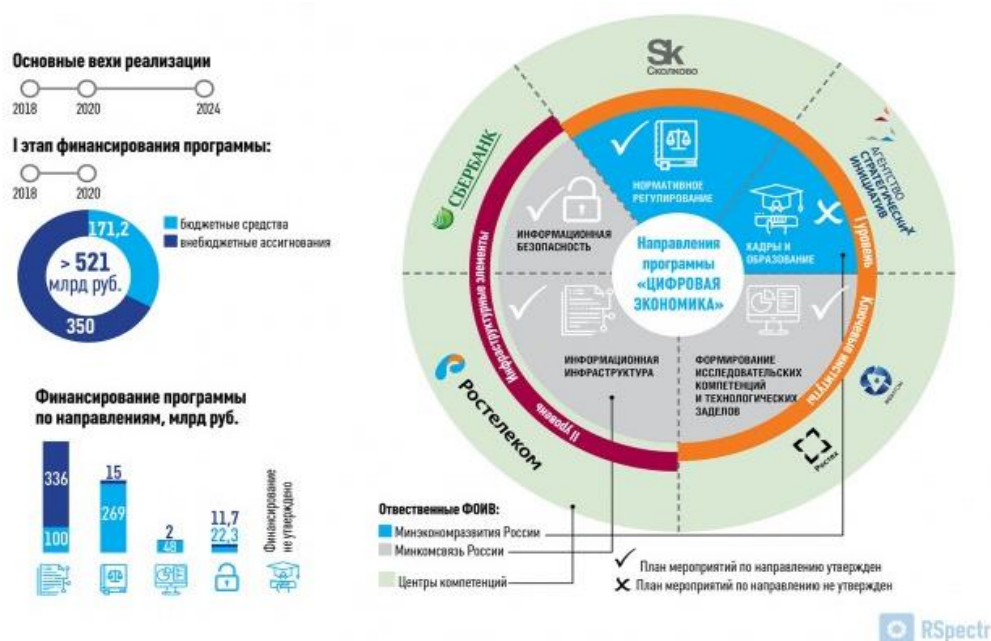 Основные вехи реализации
2018 2020 2024
I этап финансирования программы:
2018 2020
171,2
> 521
млрд руб.
350
бюджетные средства
внебюджетные ассигнования
Финансирование программы
по направлениям, млрд руб.
336
100
15
269
2
48
11,7
22,3
Финансирование
не утверждено
Sk
Сколково
СБЕРБАНК
АГЕНТСТВО
СТРАТЕГИЧЕСКИХ
ИНИЦИАТИВ
Ростелеком
Ростех
НОРМАТИВНОЕ
РЕГУЛИРОВАНИЕ
КАДРЫ И
ОБРАЗОВАНИЕ
ИНФОРМАЦИОННАЯ
БЕЗОПАСНОСТЬ
Направления
программы
«ЦИФРОВАЯ
ЭКОНОМИКА»
ИНФОРМАЦИОННАЯ
ИНФРАСТРУКТУРА
ФОРМИРОВАНИЕ
ИССЛЕДОВАТЕЛЬСКИХ
КОМПЕТЕНЦИЙ
И ТЕХНОЛОГИЧЕСКИХ
ЗАДЕЛОВ
I уровень
Ключевые институты
II уровень
Инфраструктурные элементы
Отвественные ФОИВ:
Минэкономразвития России
Минкомсвязь России
Центры компетенций
План мероприятий по направлению утвержден
План мероприятий по направлению не утвержден
RSpectr